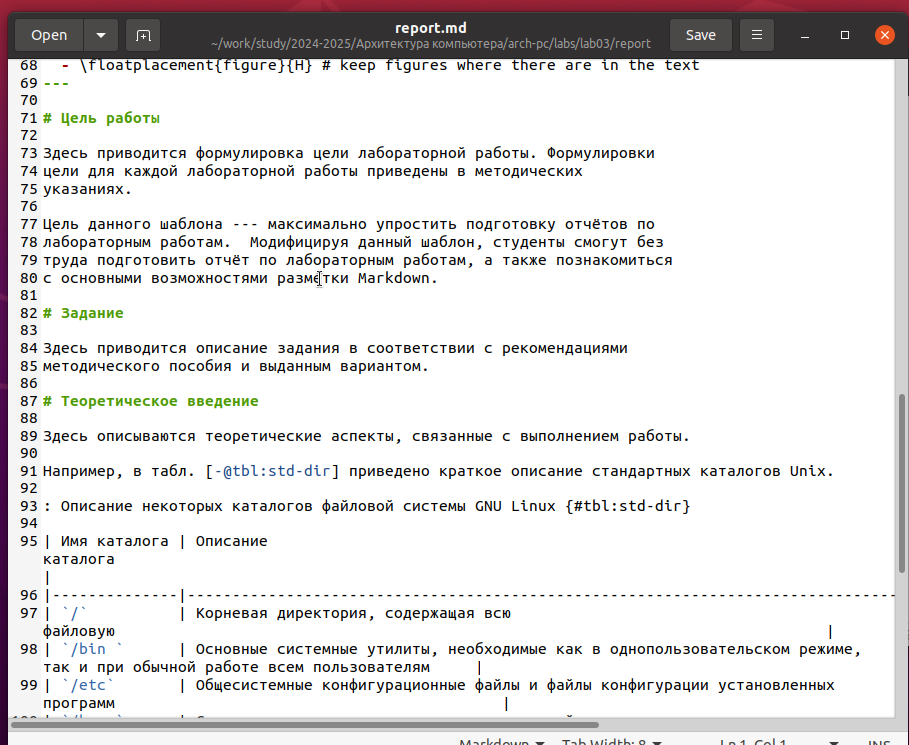 Open
report.md
~/work/study/2024-2025/Архитектура компьютера/arch-pc/labs/lab03/report
Save
68 - \floatplacement{figure}{H} # keep figures where there are in the text
69 ---
70
71 # Цель работы
72
73 Здесь приводится формулировка цели лабораторной работы. Формулировки
74 цели для каждой лабораторной работы приведены в методических
75 указаниях.
76
77 Цель данного шаблона --- максимально упростить подготовку отчётов по
78 лабораторным работам.  Модифицируя данный шаблон, студенты смогут без
79 труда подготовить отчёт по лабораторным работам, а также познакомиться
80 с основными возможностями разметки Markdown.
81
82 # Задание
83
84 Здесь приводится описание задания в соответствии с рекомендациями
85 методического пособия и выданным вариантом.
86
87 # Теоретическое введение
88
89 Здесь описываются теоретические аспекты, связанные с выполнением работы.
90
91 Например, в табл. [-@tbl:std-dir] приведено краткое описание стандартных каталогов Unix.
92
93 : Описание некоторых каталогов файловой системы GNU Linux {#tbl:std-dir}
94
95 | Имя каталога | Описание
каталога
|
96 |--------------|-------------------------------------------------------------------------------
97 | `/`          | Корневая директория, содержащая всю
файловую |
98 | `/bin `      | Основные системные утилиты, необходимые как в однопользовательском режиме,
так и при обычной работе всем пользователям |
99 | `/etc`       | Общесистемные конфигурационные файлы и файлы конфигурации установленных
программ |
Markdown Tab Width: 8 Ln 1, Col 1 INS